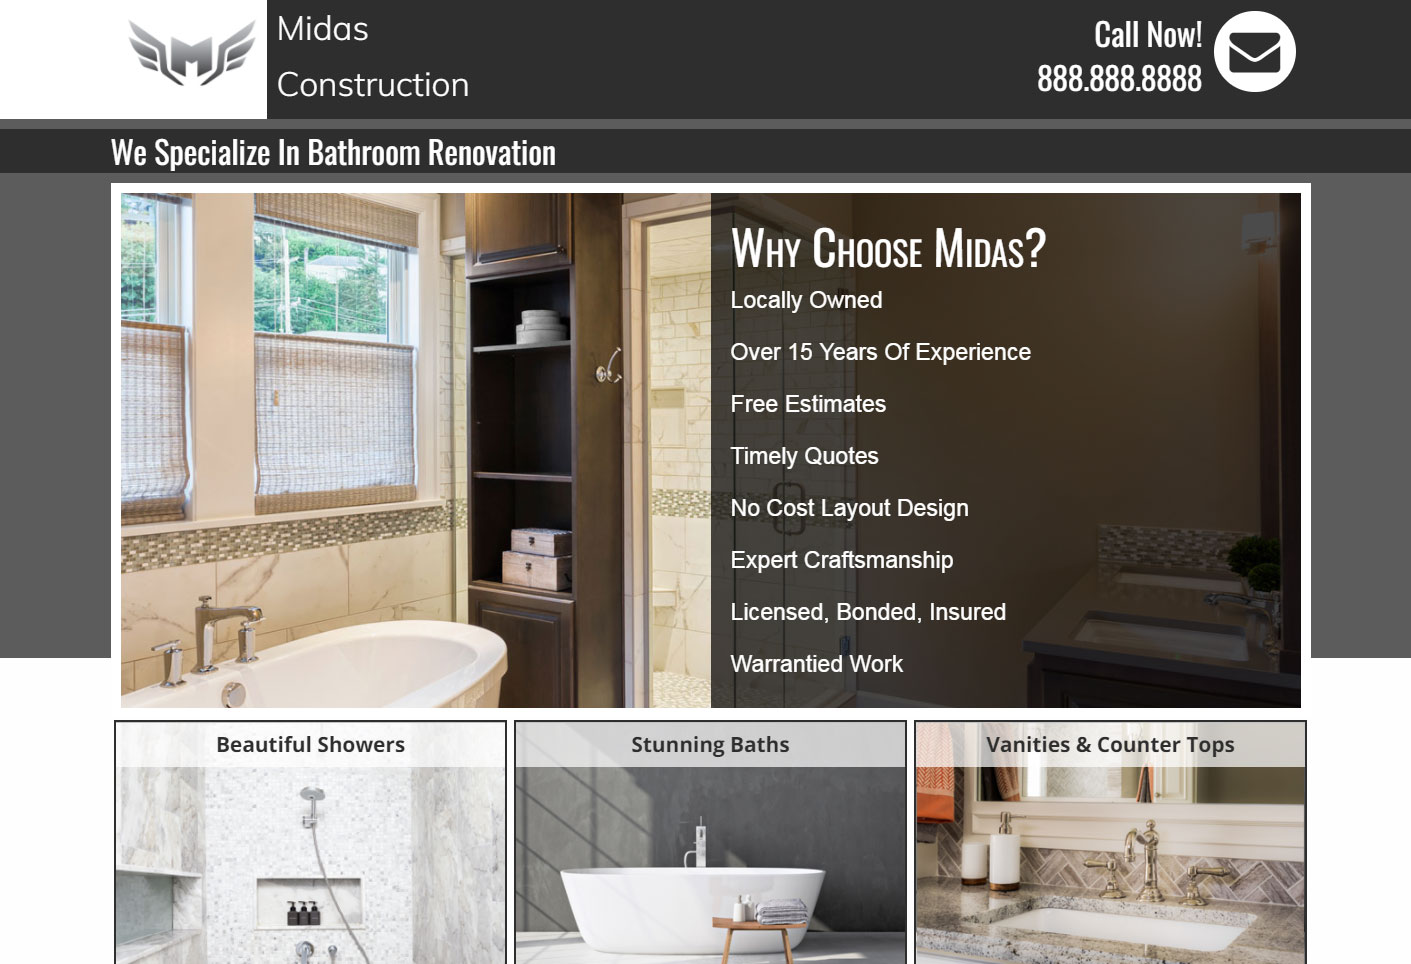 Midas
Construction
Call Now!
888.888.8888
We Specialize In Bathroom Renovation
Why Choose Midas?
Locally Owned
Over 15 Years Of Experience
Free Estimates
Timely Quotes
No Cost Layout Design
Expert Craftsmanship
Licensed, Bonded, Insured
Warrantied Work
Beautiful Showers
Stunning Baths
Vanities & Counter Tops